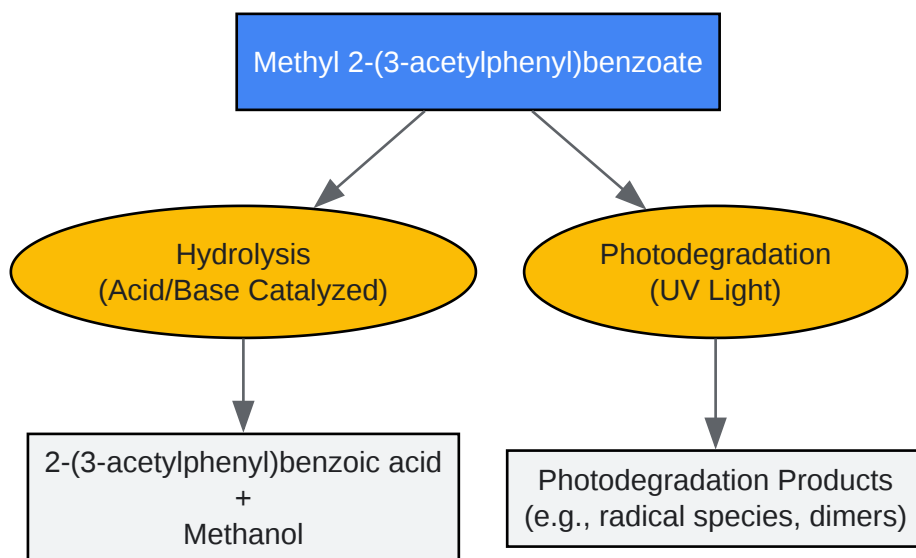 Methyl 2-(3-acetylphenyl)benzoate
Hydrolysis
(Acid/Base Catalyzed)
Photodegradation
(UV Light)
2-(3-acetylphenyl)benzoic acid
+
Methanol
Photodegradation Products
(e.g., radical species, dimers)